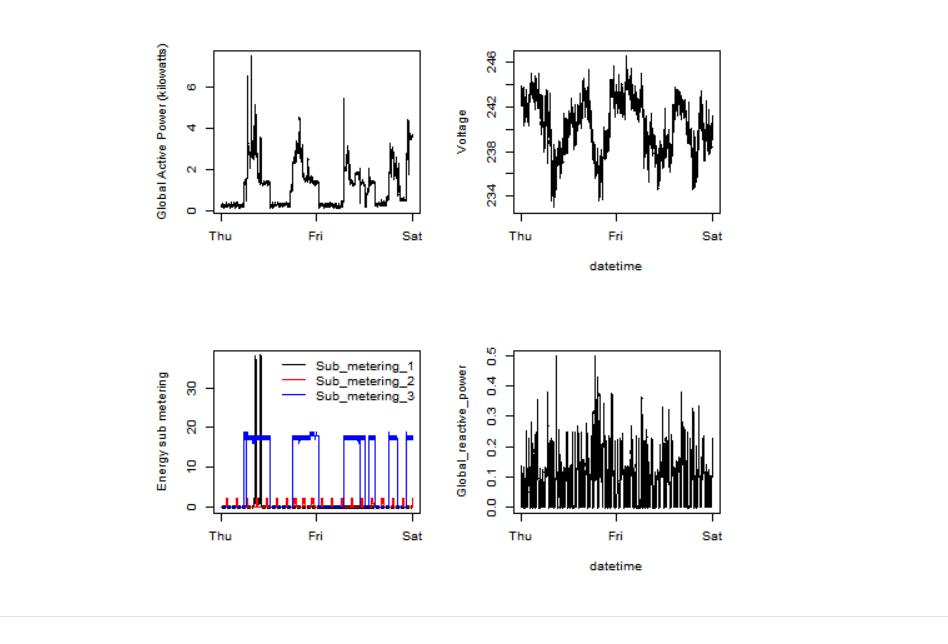 Global Active Power (kilowatts)
6
4
2
0
Thu Fri Sat
Voltage
246
242
238
234
Thu Fri Sat
datetime
Energy sub metering
30
20
10
0
Sub_metering_1
Sub_metering_2
Sub_metering_3
Thu Fri Sat
Global_reactive_power
0.5
0.4
0.3
0.2
0.1
0.0
Thu Fri Sat
datetime